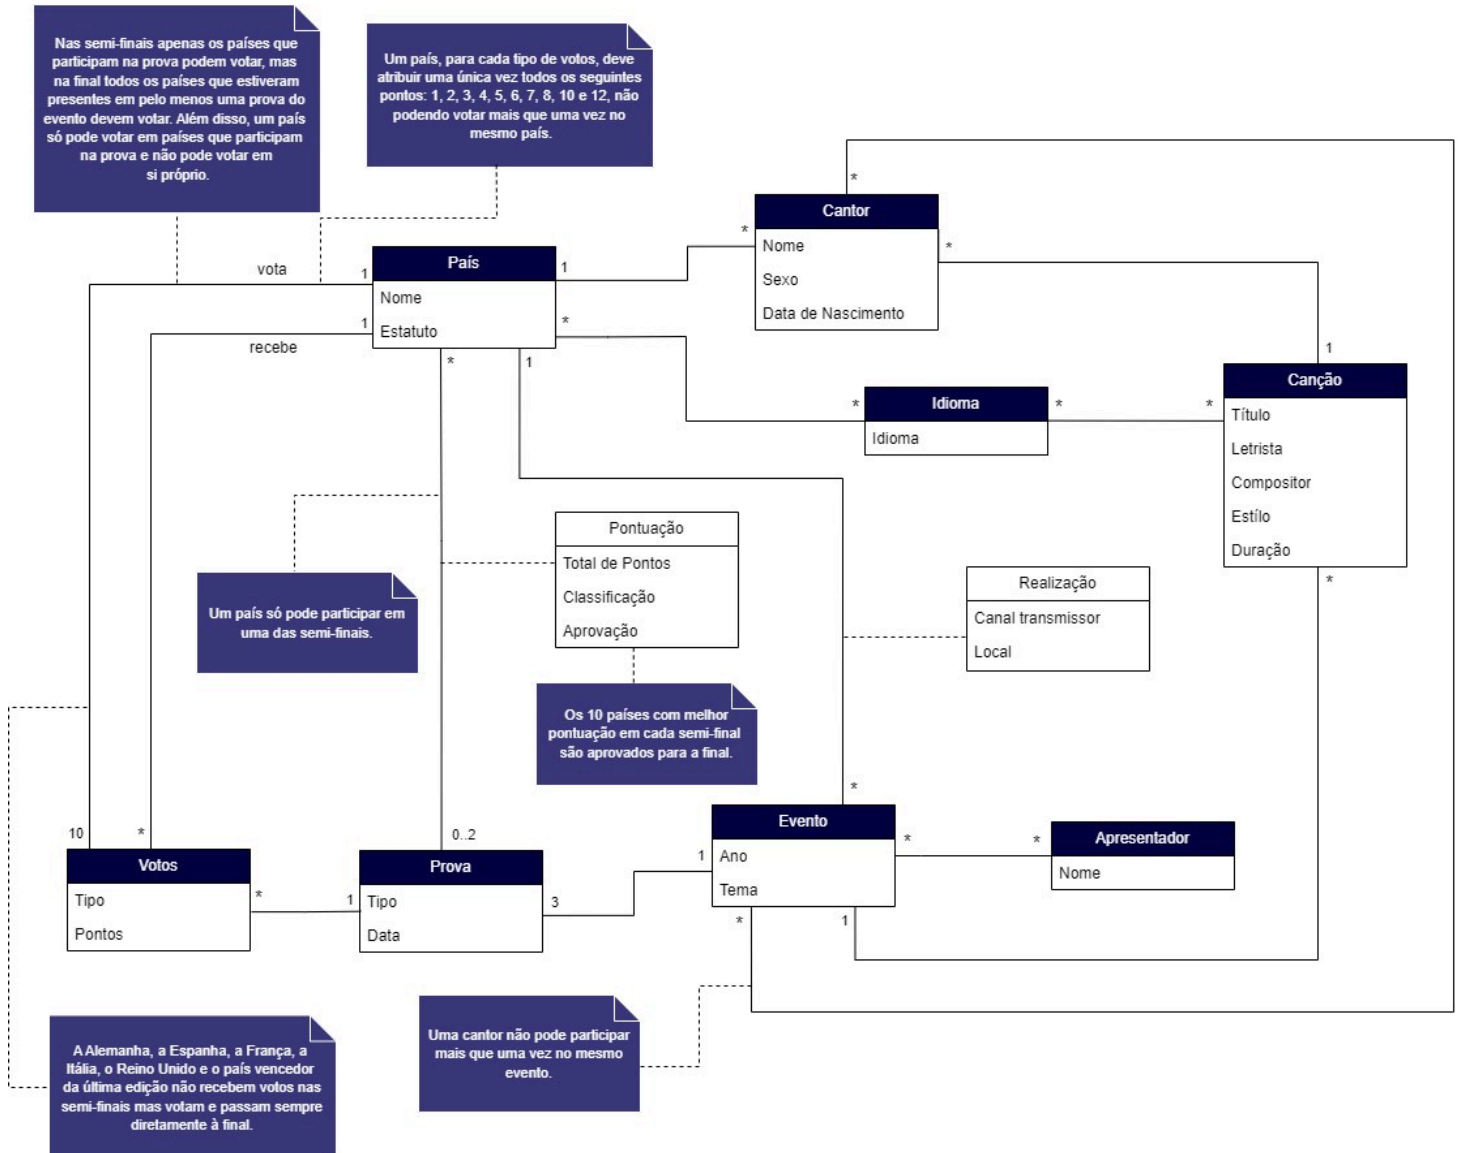 Nas semi-finais apenas os países que
participam na prova podem votar, mas
na final todos os países que estiveram
presentes em pelo menos uma prova do
evento devem votar. Além disso, um país
só pode votar em países que participam
na prova e não pode votar em
si próprio.
Um país, para cada tipo de votos, deve
atribuir uma única vez todos os seguintes
pontos: 1, 2, 3, 4, 5, 6, 7, 8, 10 e 12, não
podendo votar mais que uma vez no
mesmo país.
*
Cantor
Nome
Sexo
Data de Nascimento
*
*
País
Nome
Estatuto
vota
1
1
recebe
1
*
*
1
1
Canção
Título
Letrista
Compositor
Estílo
Duração
*
*
Idioma
Idioma
*
*
Pontuação
Total de Pontos
Classificação
Aprovação
Realização
Canal transmissor
Local
Um país só pode participar em
uma das semi-finais.
Os 10 países com melhor
pontuação em cada semi-final
são aprovados para a final.
*
10
*
0..2
Votos
Tipo
Pontos
*
1
Prova
Tipo
Data
3
1
Evento
Ano
Tema
*
*
Apresentador
Nome
*
1
Uma cantor não pode participar
mais que uma vez no mesmo
evento.
A Alemanha, a Espanha, a França, a
Itália, o Reino Unido e o país vencedor
da última edição não recebem votos nas
semi-finais mas votam e passam sempre
diretamente à final.